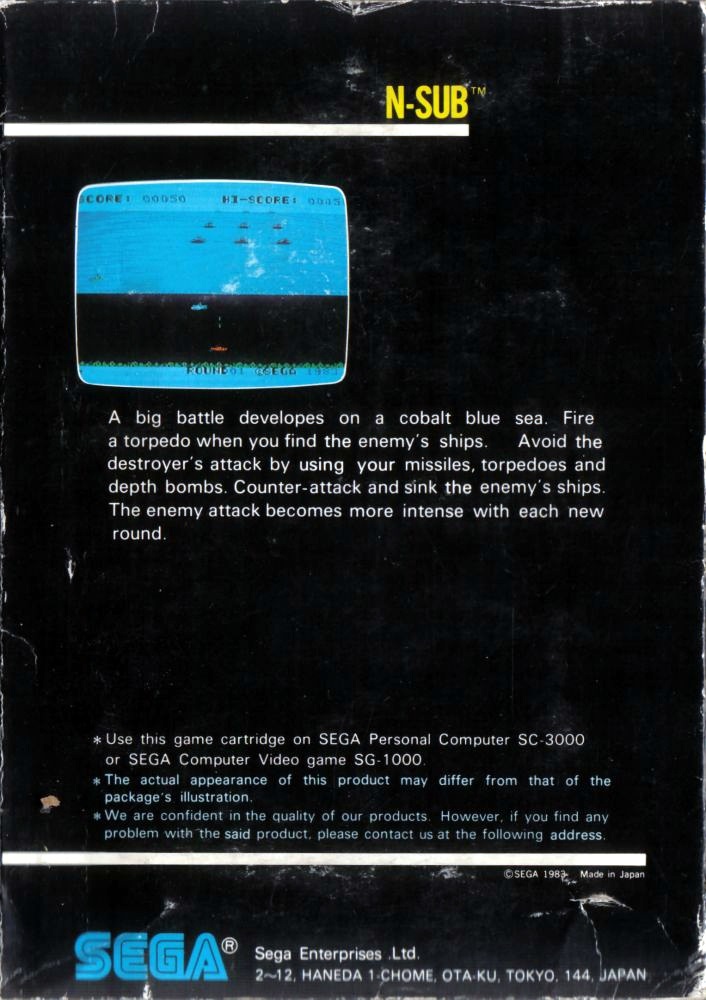 N-SUB™
SCORE: 00050 HI-SCORE: 0005
ROUND 01 @SEGA 1983
A big battle developes on a cobalt blue sea. Fire
a torpedo when you find the enemy's ships. Avoid the
destroyer's attack by using your missiles, torpedoes and
depth bombs. Counter-attack and sink the enemy's ships.
The enemy attack becomes more intense with each new
round.
* Use this game cartridge on SEGA Personal Computer SC-3000
or SEGA Computer Video game SG-1000.
* The actual appearance of this product may differ from that of the
package's illustration.
* We are confident in the quality of our products. However, if you find any
problem with the said product, please contact us at the following address.
©SEGA 1983 Made in Japan
SEGA® Sega Enterprises .Ltd.
2~12, HANEDA 1-CHOME, OTA-KU, TOKYO, 144, JAPAN